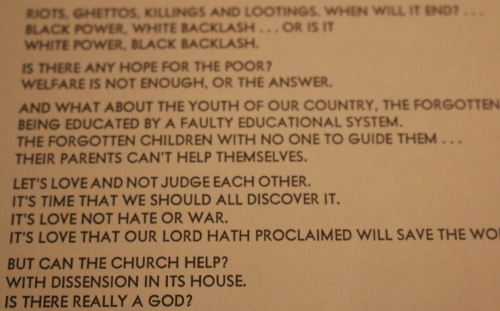 RIOTS, GHETTOS, KILLINGS AND LOOTINGS. WHEN WILL IT END? . . .
BLACK POWER, WHITE BACKLASH . . . OR IS IT
WHITE POWER, BLACK BACKLASH.
IS THERE ANY HOPE FOR THE POOR?
WELFARE IS NOT ENOUGH, OR THE ANSWER.
AND WHAT ABOUT THE YOUTH OF OUR COUNTRY, THE FORGOTTEN
BEING EDUCATED BY A FAULTY EDUCATIONAL SYSTEM.
THE FORGOTTEN CHILDREN WITH NO ONE TO GUIDE THEM . . .
THEIR PARENTS CAN'T HELP THEMSELVES.
LET'S LOVE AND NOT JUDGE EACH OTHER.
IT'S TIME THAT WE SHOULD ALL DISCOVER IT.
IT'S LOVE NOT HATE OR WAR.
IT'S LOVE THAT OUR LORD HATH PROCLAIMED WILL SAVE THE
BUT CAN THE CHURCH HELP?
WITH DISSENSION IN ITS HOUSE.
IS THERE REALLY A GOD?